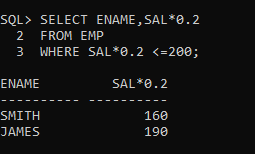 SQL> SELECT ENAME,SAL*0.2
  2  FROM EMP
  3  WHERE SAL*0.2 <=200;

ENAME         SAL*0.2
---------- ----------
SMITH             160
JAMES             190